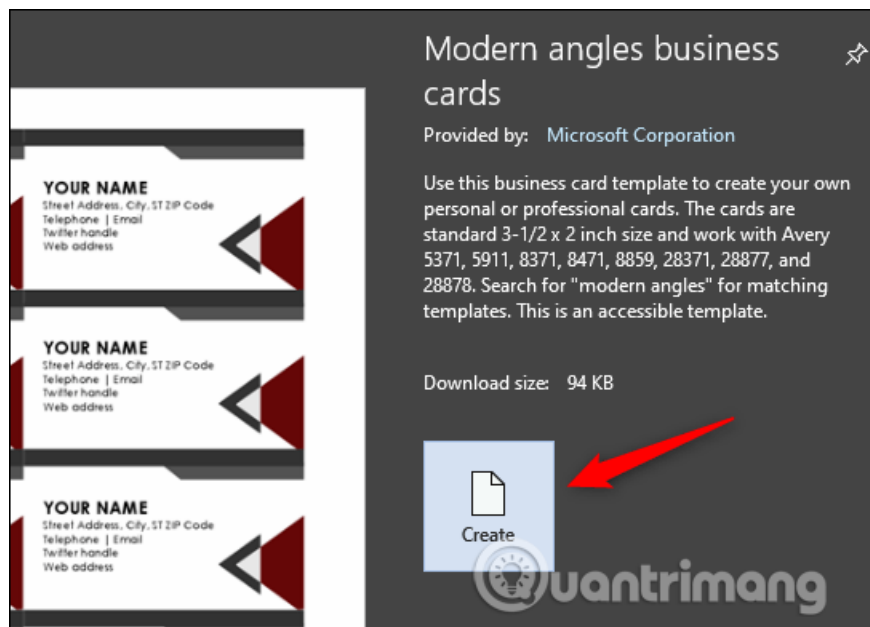 YOUR NAME
Street Address, City, ST ZIP Code
Telephone | Email
Twitter handle
Web address
YOUR NAME
Street Address, City, ST ZIP Code
Telephone | Email
Twitter handle
Web address
YOUR NAME
Street Address, City, ST ZIP Code
Telephone | Email
Twitter handle
Web address
Modern angles business
cards
Provided by: Microsoft Corporation
Use this business card template to create your own
personal or professional cards. The cards are
standard 3-1/2 x 2 inch size and work with Avery
5371, 5911, 8371, 8471, 8859, 28371, 28877, and
28878. Search for "modern angles" for matching
templates. This is an accessible template.
Download size: 94 KB
Create
Quantrimang